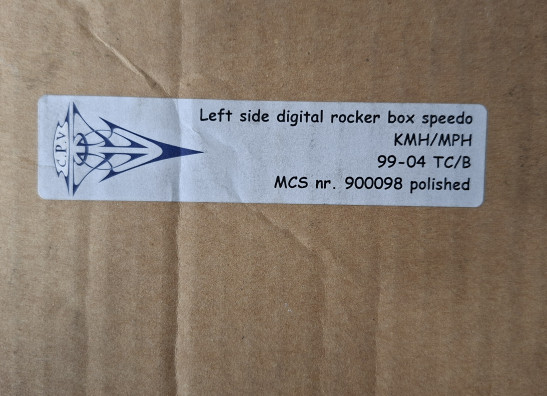 C.P.V
Left side digital rocker box speedo
KMH/MPH
99-04 TC/B
MCS nr. 900098 polished